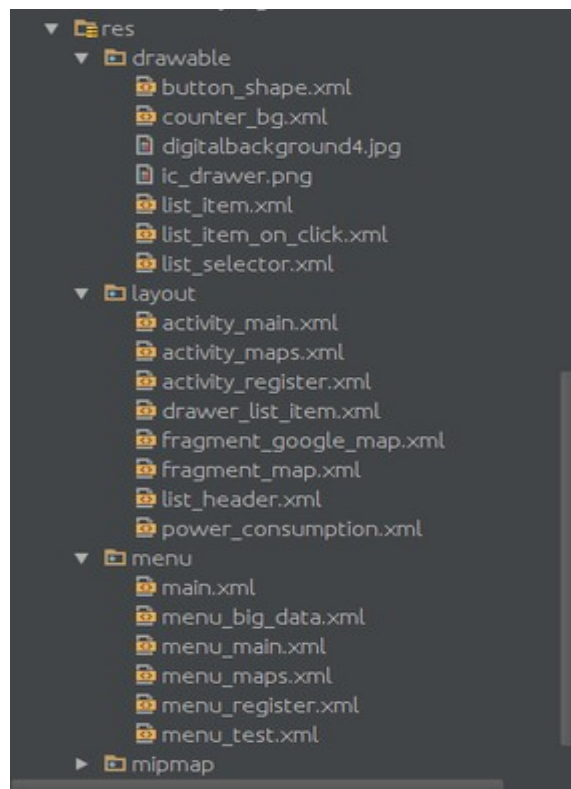 res
drawable
button_shape.xml
counter_bg.xml
digitalbackground4.jpg
ic_drawer.png
list_item.xml
list_item_on_click.xml
list_selector.xml
layout
activity_main.xml
activity_maps.xml
activity_register.xml
drawer_list_item.xml
fragment_google_map.xml
fragment_map.xml
list_header.xml
power_consumption.xml
menu
main.xml
menu_big_data.xml
menu_main.xml
menu_maps.xml
menu_register.xml
menu_test.xml
mipmap